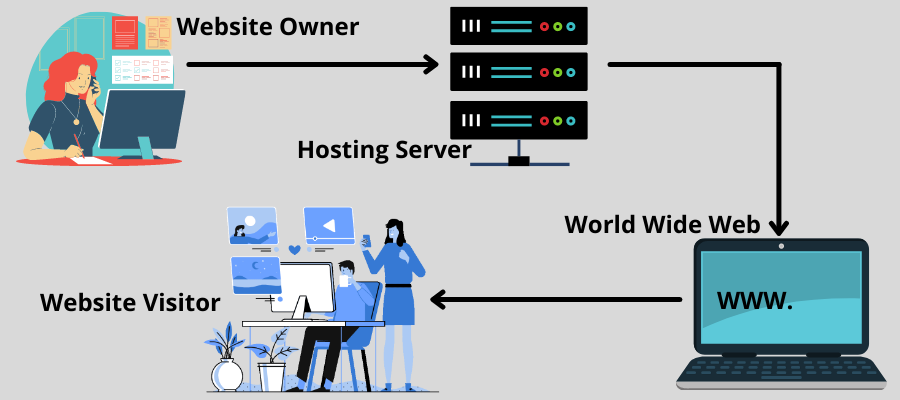 Website Owner
Hosting Server
World Wide Web
WWW.
Website Visitor